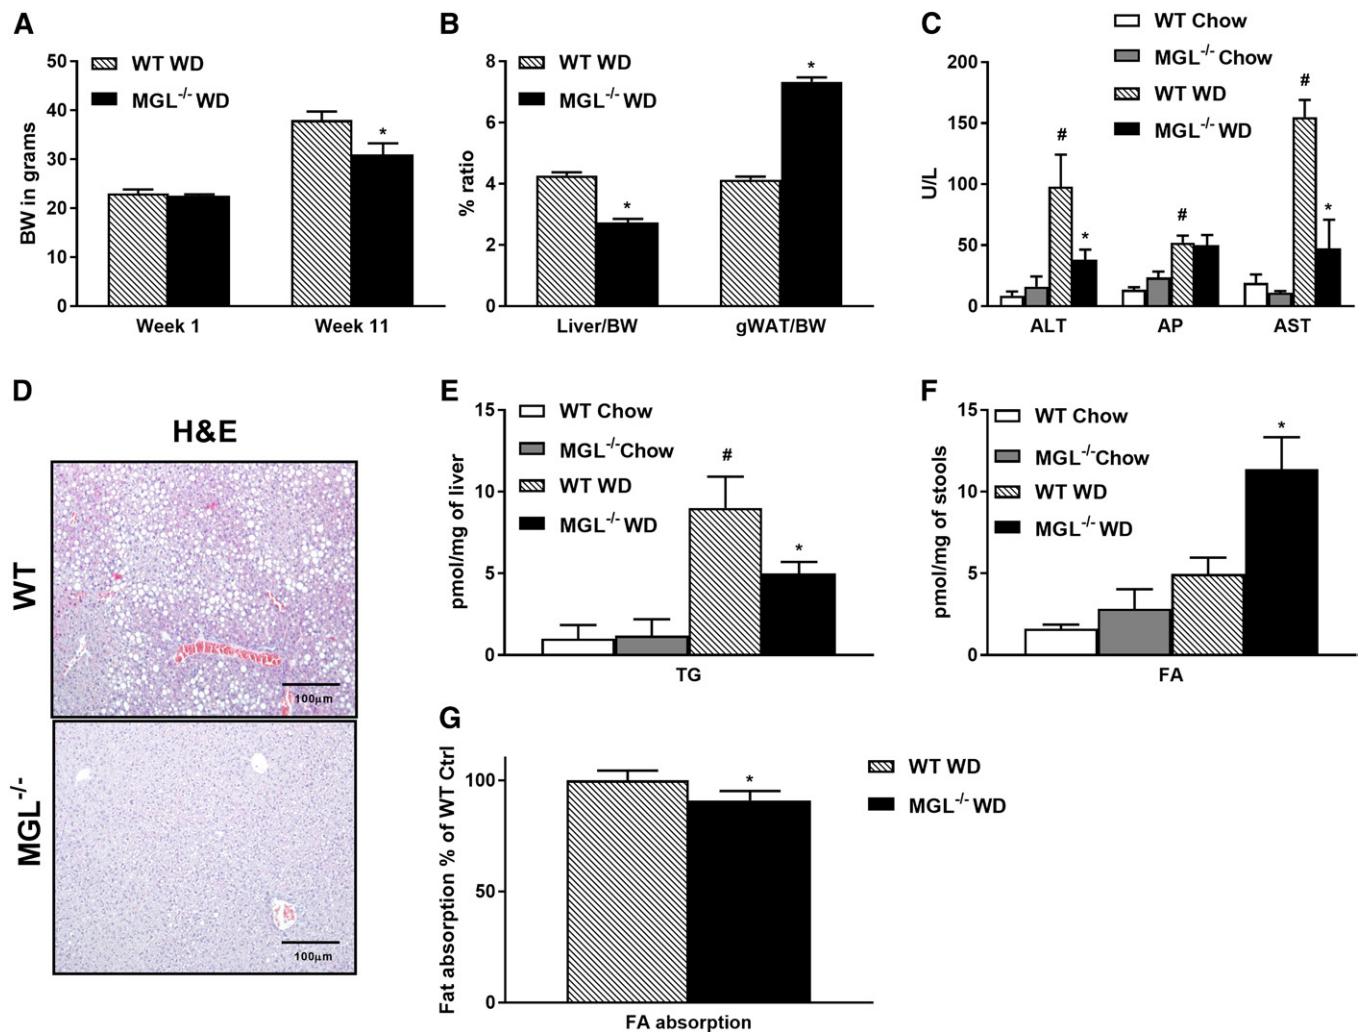 A
BW in grams
50
40
30
20
10
0
WT WD
MGL-/- WD
*
Week 1
Week 11
B
% ratio
8
6
4
2
0
WT WD
MGL-/- WD
*
*
Liver/BW
gWAT/BW
C
WT Chow
MGL-/- Chow
WT WD
MGL-/- WD
U/L
200
150
100
50
0
#
*
#
#
*
ALT
AP
AST
D
H&E
WT
100µm
MGL-/-
100µm
E
pmol/mg of liver
15
10
5
0
WT Chow
MGL-/-Chow
WT WD
MGL-/- WD
#
*
TG
F
pmol/mg of stools
15
10
5
0
WT Chow
MGL-/-Chow
WT WD
MGL-/- WD
*
FA
G
Fat absorption % of WT Ctrl
100
50
0
*
FA absorption
WT WD
MGL-/- WD